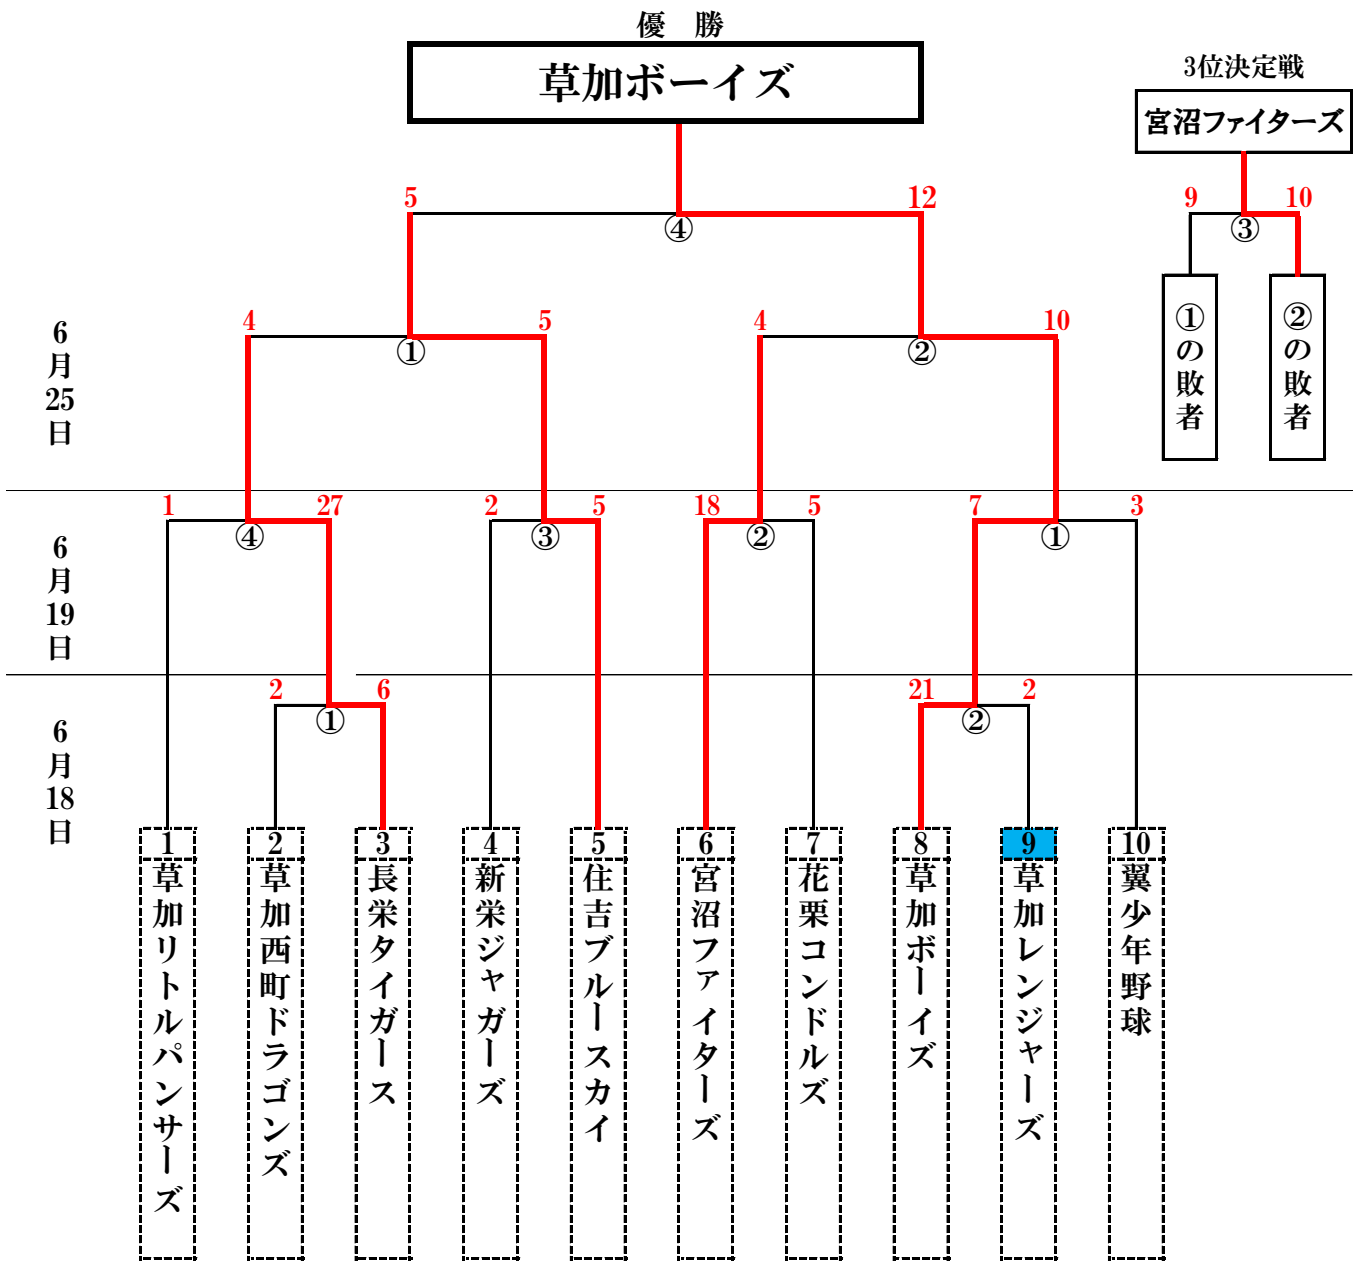 優　勝
草加ボーイズ
3位決定戦
宮沼ファイターズ
5
12
④
9
10
③
①の敗者
②の敗者
6月25日
4
5
①
4
10
②
6月19日
1
27
④
2
5
③
18
5
②
7
3
①
6月18日
2
6
①
21
2
②
1
草加リトルパンサーズ
2
草加西町ドラゴンズ
3
長栄タイガース
4
新栄ジャガーズ
5
住吉ブルースカイ
6
宮沼ファイターズ
7
花栗コンドルズ
8
草加ボーイズ
9
草加レンジャーズ
10
翼少年野球